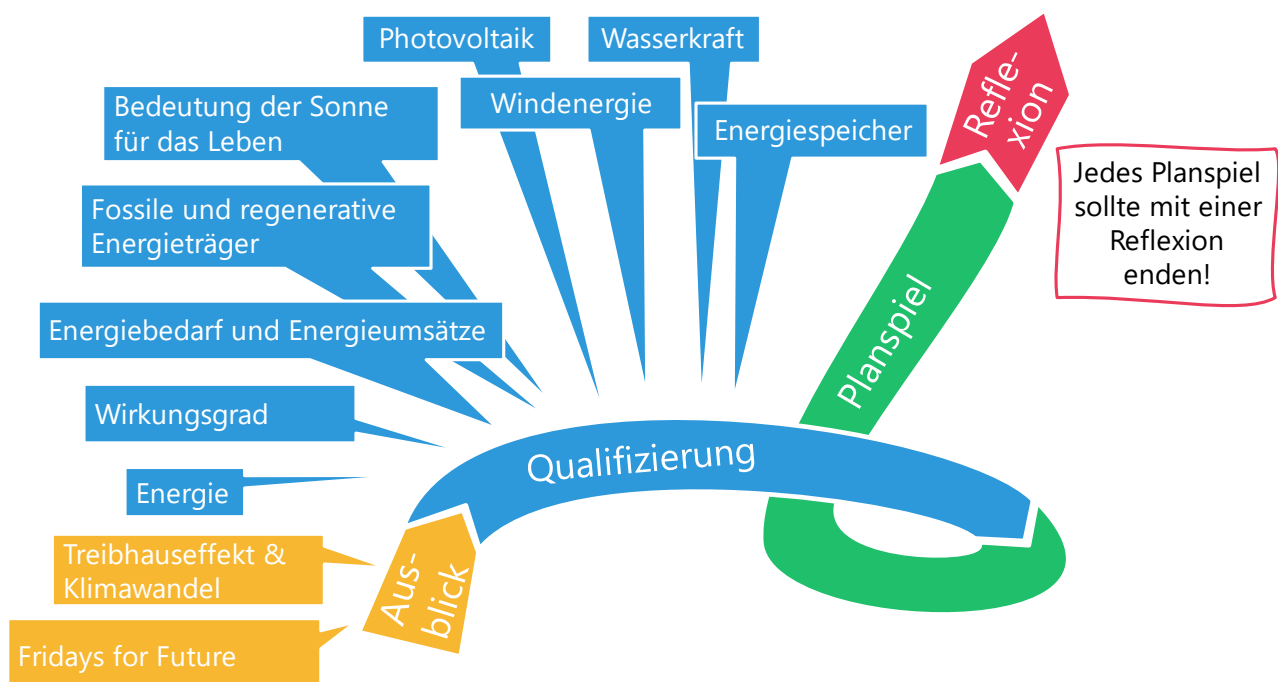 Photovoltaik
Wasserkraft
Windenergie
Bedeutung der Sonne
für das Leben
Energiespeicher
Fossile und regenerative
Energieträger
Energiebedarf und Energieumsätze
Wirkungsgrad
Energie
Treibhauseffekt &
Klimawandel
Fridays for Future
Aus-
blick
Qualifizierung
Planspiel
Refle-
xion
Jedes Planspiel
sollte mit einer
Reflexion
enden!